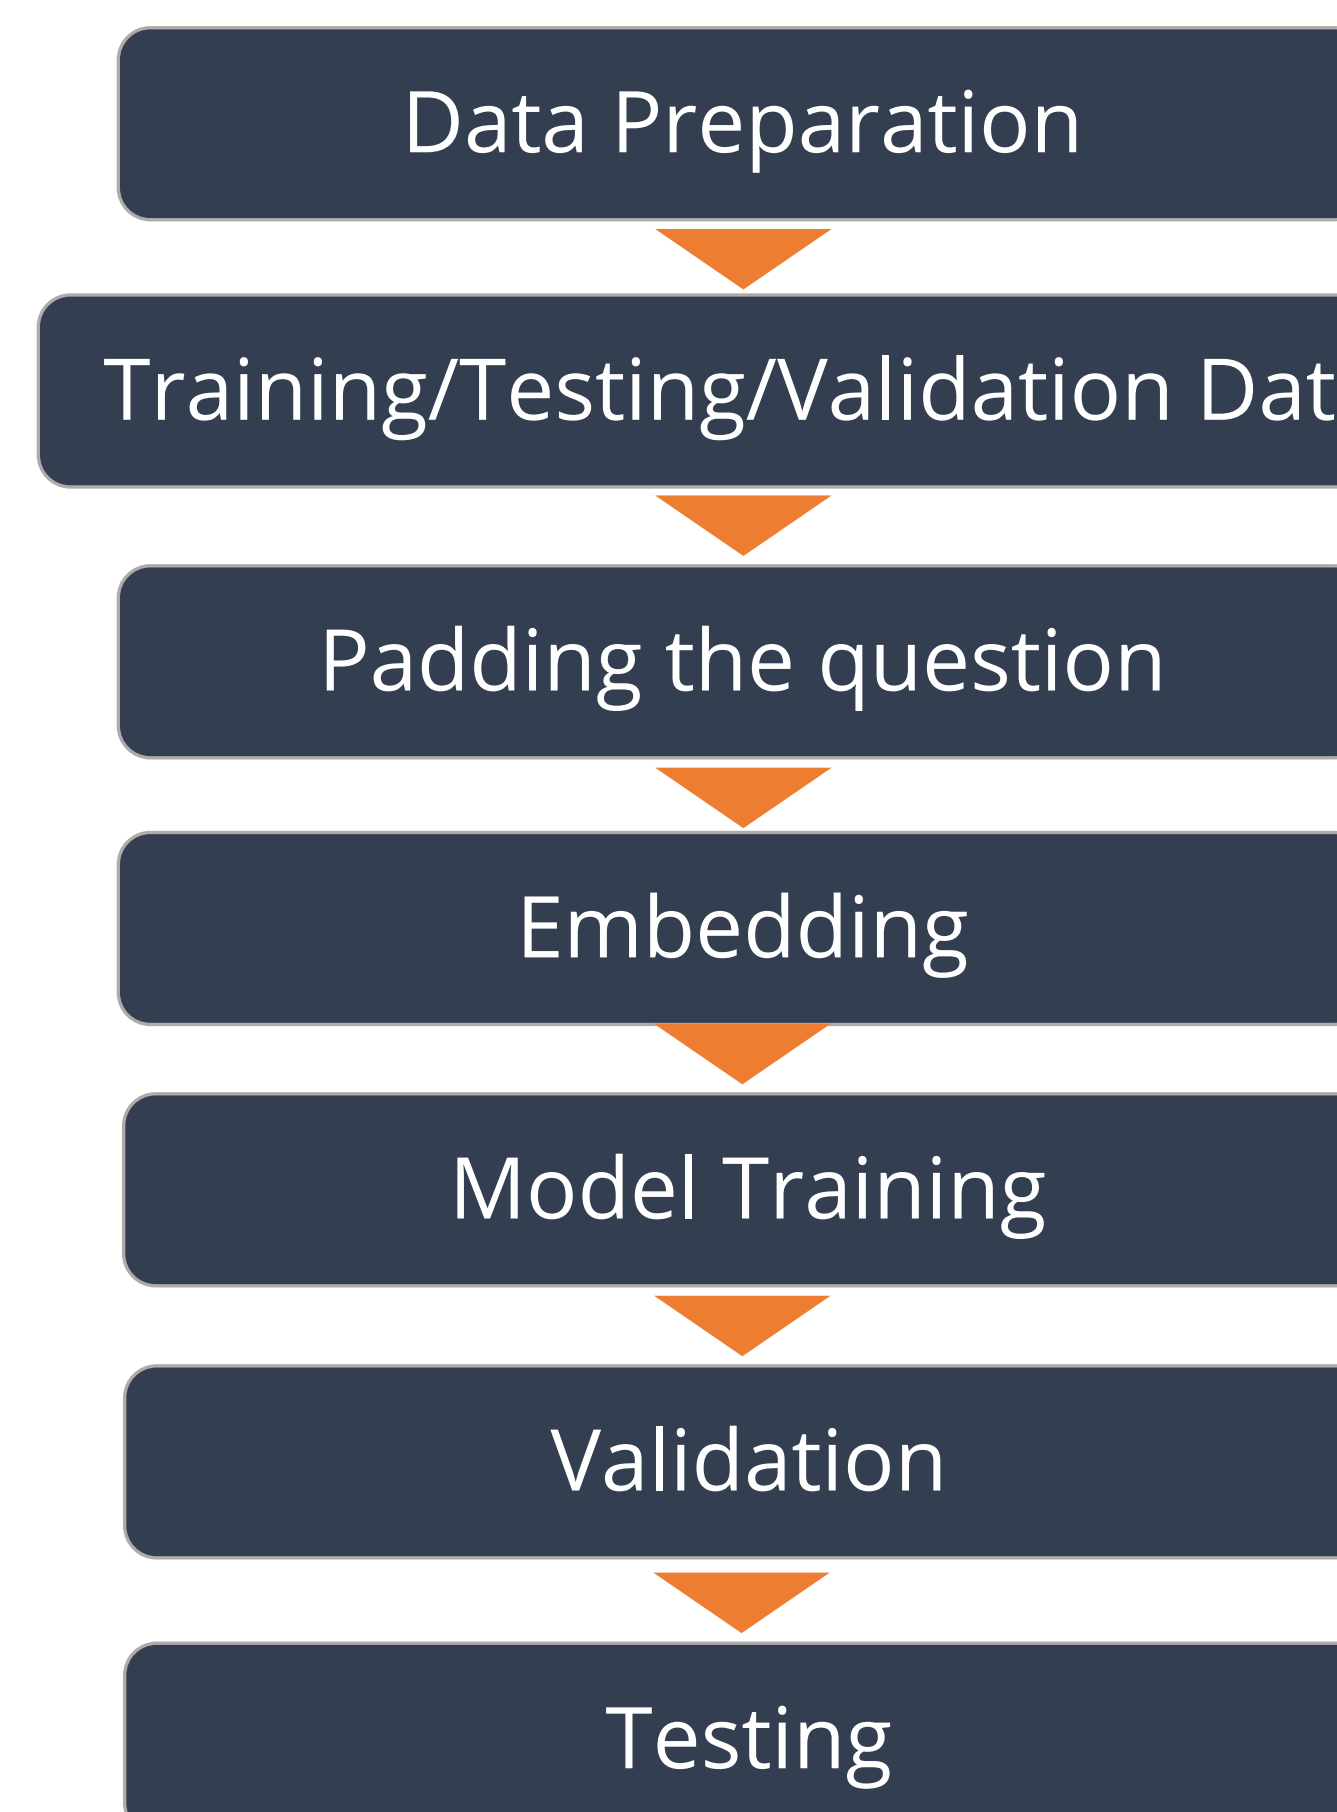 Data Preparation
Training/Testing/Validation Dat
Padding the question
Embedding
Model Training
Validation
Testing